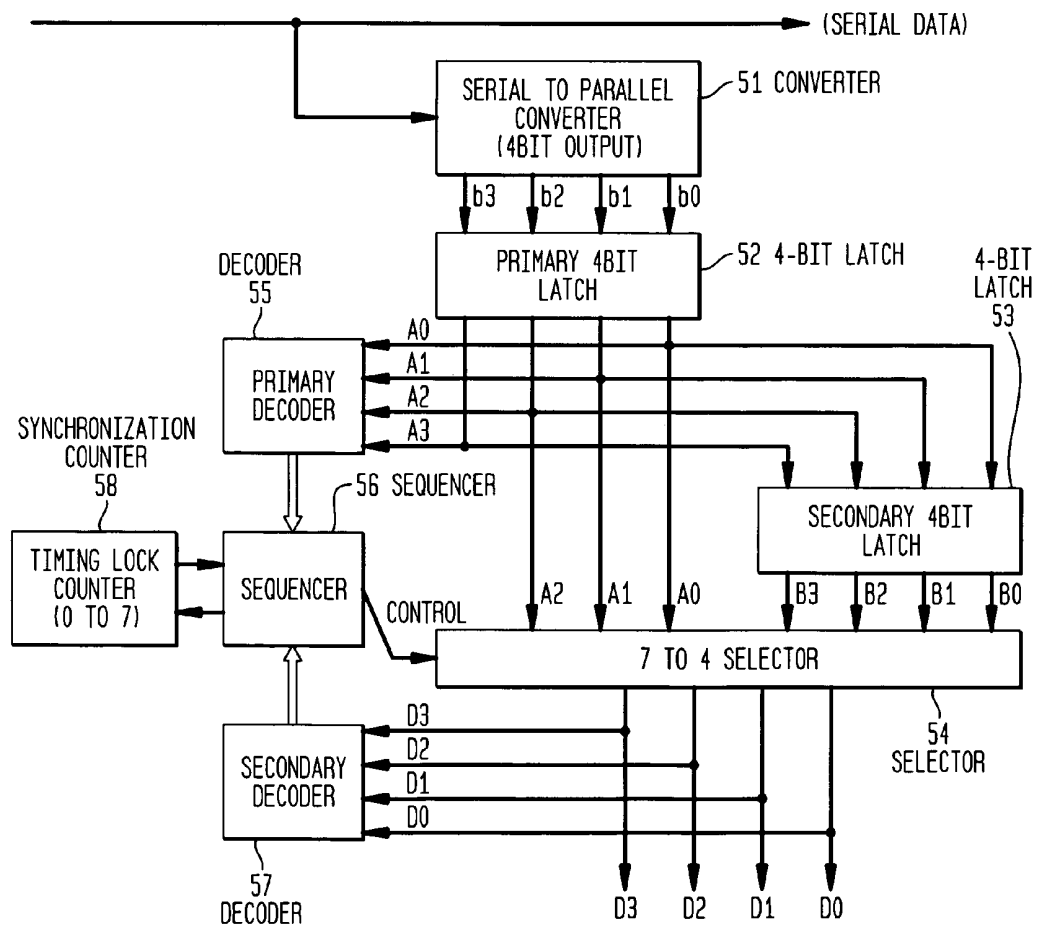 (SERIAL DATA)
SERIAL TO PARALLEL
CONVERTER
(4BIT OUTPUT)
51 CONVERTER
b3
b2
b1
b0
PRIMARY 4BIT
LATCH
52 4-BIT LATCH
4-BIT
LATCH
53
DECODER
55
PRIMARY
DECODER
A0
A1
A2
A3
SYNCHRONIZATION
COUNTER
58
56 SEQUENCER
SECONDARY 4BIT
LATCH
TIMING LOCK
COUNTER
(0 TO 7)
SEQUENCER
CONTROL
A2
A1
A0
B3
B2
B1
B0
7 TO 4 SELECTOR
54
SELECTOR
SECONDARY
DECODER
D3
D2
D1
D0
57
DECODER
D3
D2
D1
D0